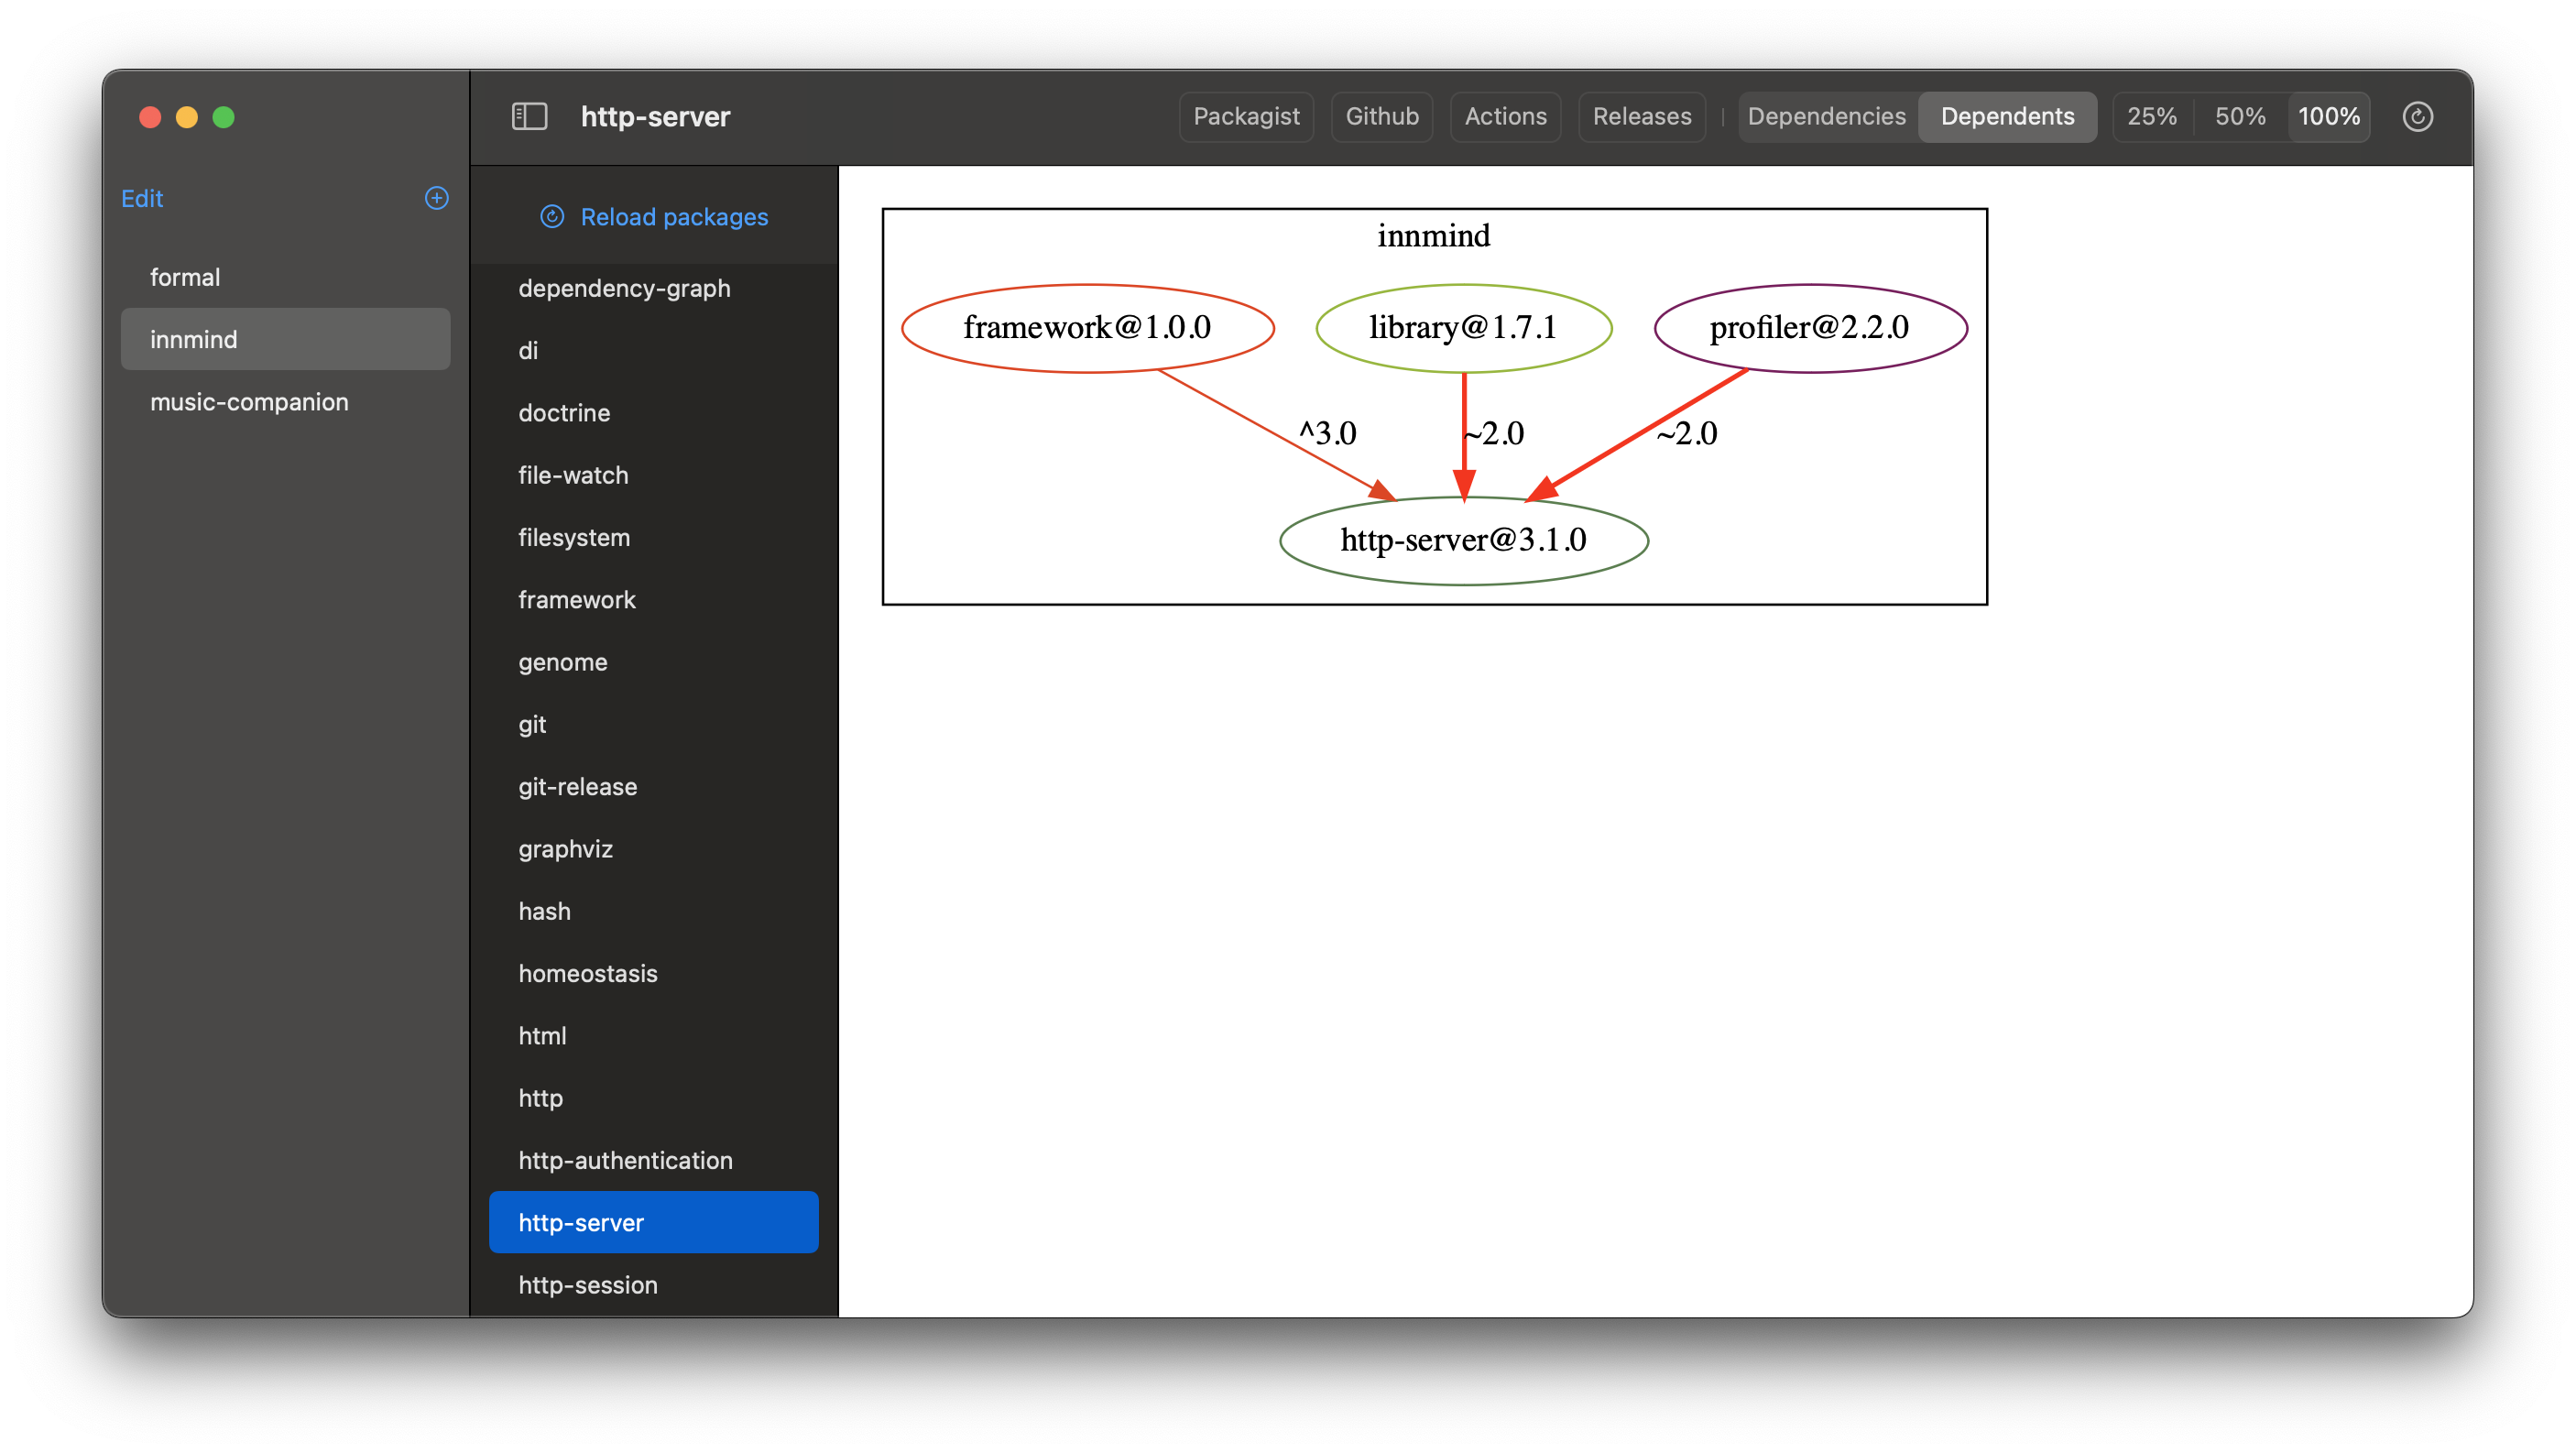 http-server
Packagist
Github
Actions
Releases
Dependencies
Dependents
25%
50%
100%
Edit
formal
innmind
music-companion
Reload packages
dependency-graph
di
doctrine
file-watch
filesystem
framework
genome
git
git-release
graphviz
hash
homeostasis
html
http
http-authentication
http-server
http-session
innmind
framework@1.0.0
library@1.7.1
profiler@2.2.0
^3.0
~2.0
~2.0
http-server@3.1.0